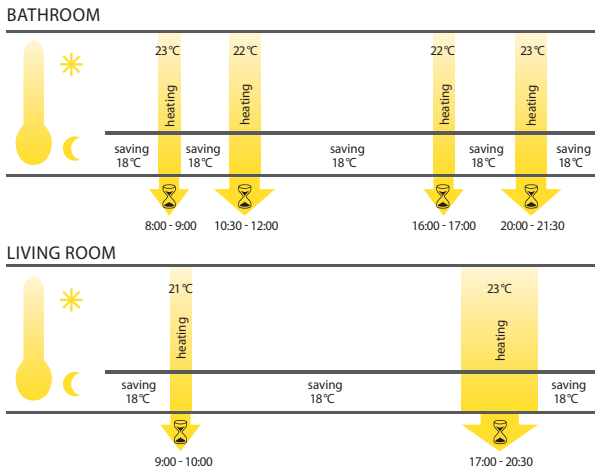 BATHROOM
23°C 22°C 22°C 23°C
heating heating heating heating
saving saving saving saving saving
18°C 18°C 18°C 18°C 18°C
8:00 - 9:00 10:30 - 12:00 16:00 - 17:00 20:00 - 21:30
LIVING ROOM
21°C 23°C
heating heating
saving saving saving
18°C 18°C 18°C
9:00 - 10:00 17:00 - 20:30